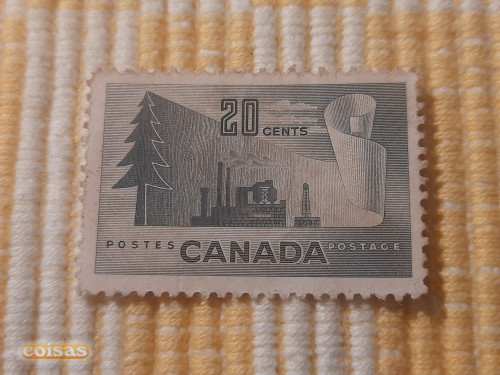 20 CENTS
POSTES CANADA POSTAGE
coisas